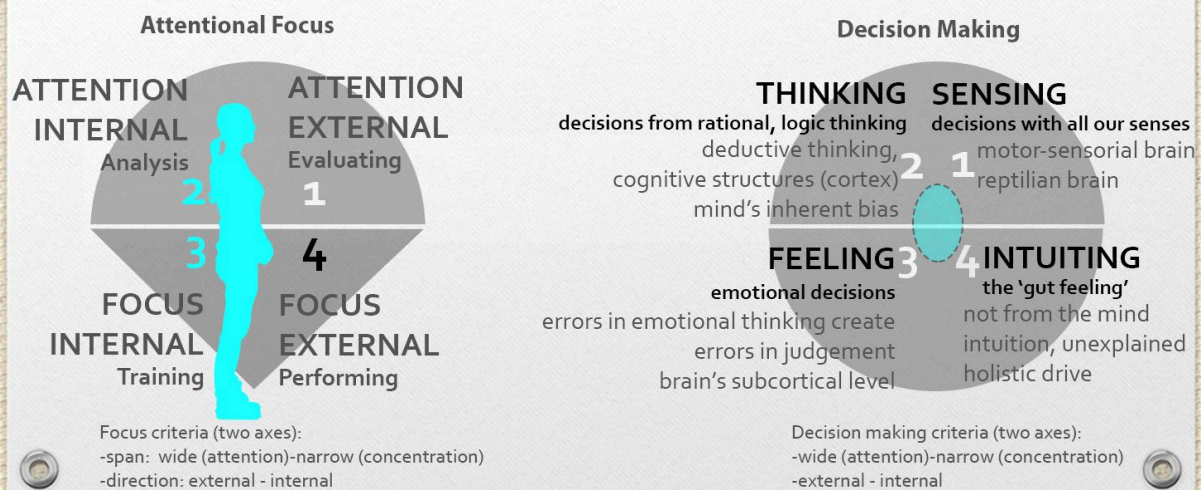 Attentional Focus
ATTENTION
INTERNAL
Analysis
2
ATTENTION
EXTERNAL
Evaluating
1
3
FOCUS
INTERNAL
Training
4
FOCUS
EXTERNAL
Performing
Focus criteria (two axes):
-span: wide (attention)-narrow (concentration)
-direction: external - internal
Decision Making
THINKING
decisions from rational, logic thinking
deductive thinking,
cognitive structures (cortex)
mind's inherent bias
2
SENSING
decisions with all our senses
1
motor-sensorial brain
reptilian brain
FEELING
3
emotional decisions
errors in emotional thinking create
errors in judgement
brain's subcortical level
4
INTUITING
the 'gut feeling'
not from the mind
intuition, unexplained
holistic drive
Decision making criteria (two axes):
-wide (attention)-narrow (concentration)
-external - internal